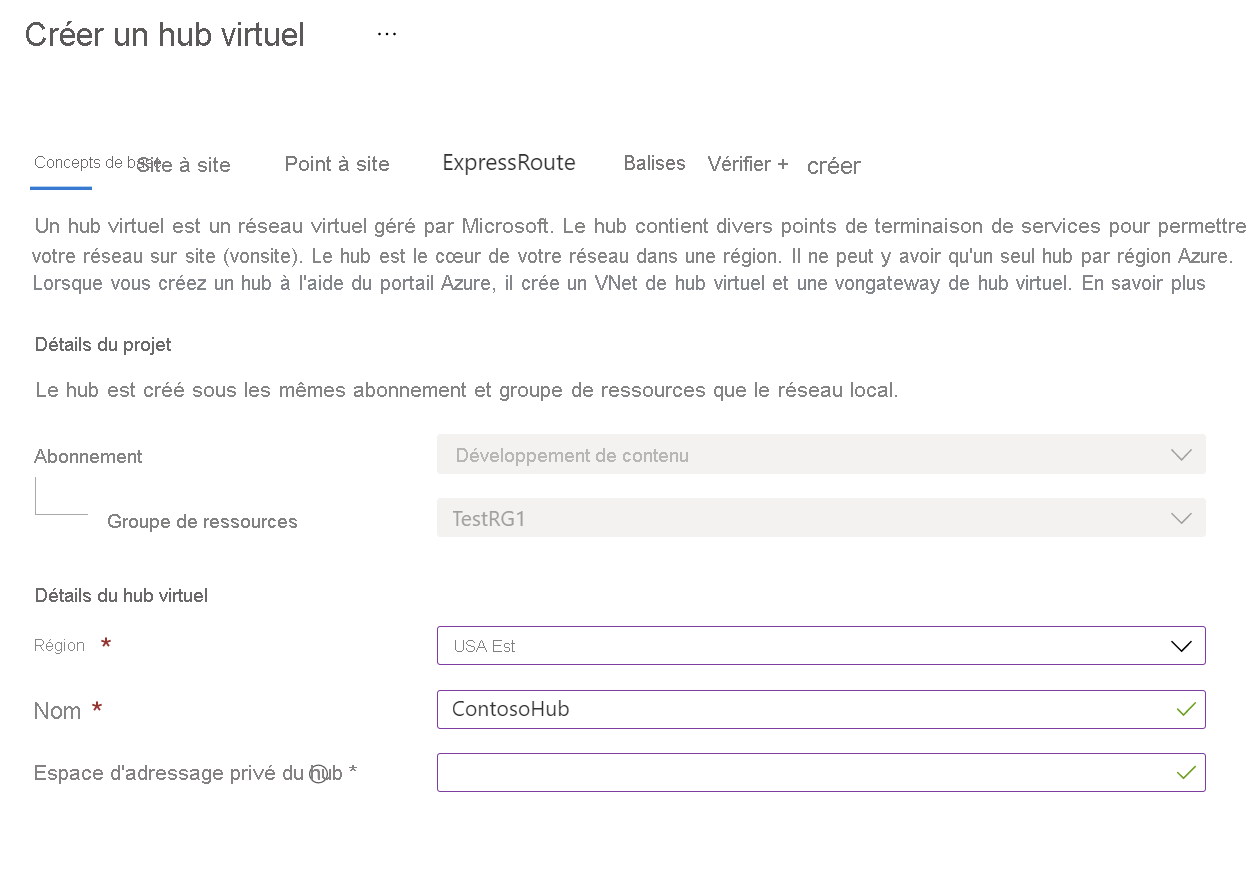 Créer un hub virtuel ...
Concepts de base Site à site Point à site ExpressRoute Balises Vérifier + créer
Un hub virtuel est un réseau virtuel géré par Microsoft. Le hub contient divers points de terminaison de services pour permettre
votre réseau sur site (vonsite). Le hub est le cœur de votre réseau dans une région. Il ne peut y avoir qu'un seul hub par région Azure.
Lorsque vous créez un hub à l'aide du portail Azure, il crée un VNet de hub virtuel et une vongateway de hub virtuel. En savoir plus
Détails du projet
Le hub est créé sous les mêmes abonnement et groupe de ressources que le réseau local.
Abonnement Développement de contenu
Groupe de ressources TestRG1
Détails du hub virtuel
Région * USA Est
Nom * ContosoHub
Espace d'adressage privé du hub *